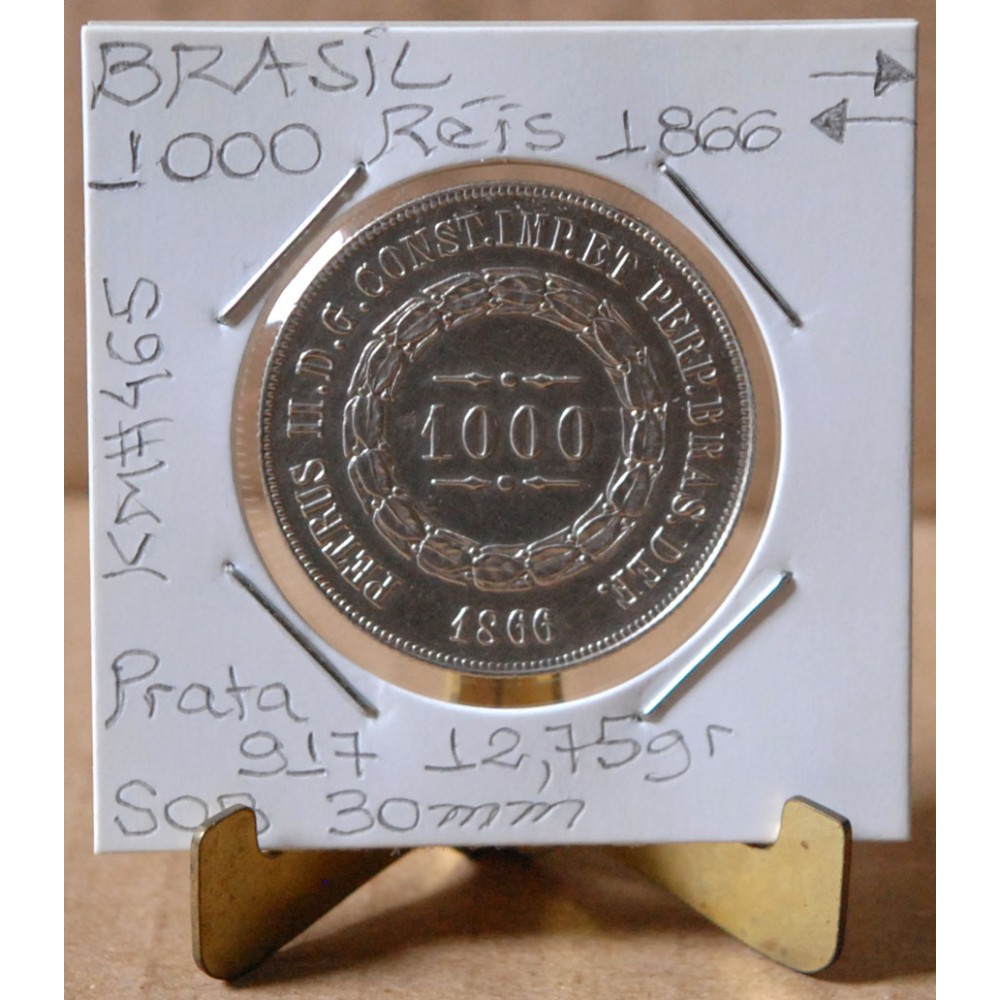 BRASIL
1000 Réis 1866
KM#465
PETRUS II.D.G.CONST.IMP.ET PERP.BRAS.DEF.
1000
1866
Prata
917 12,75gr
SOB 30mm